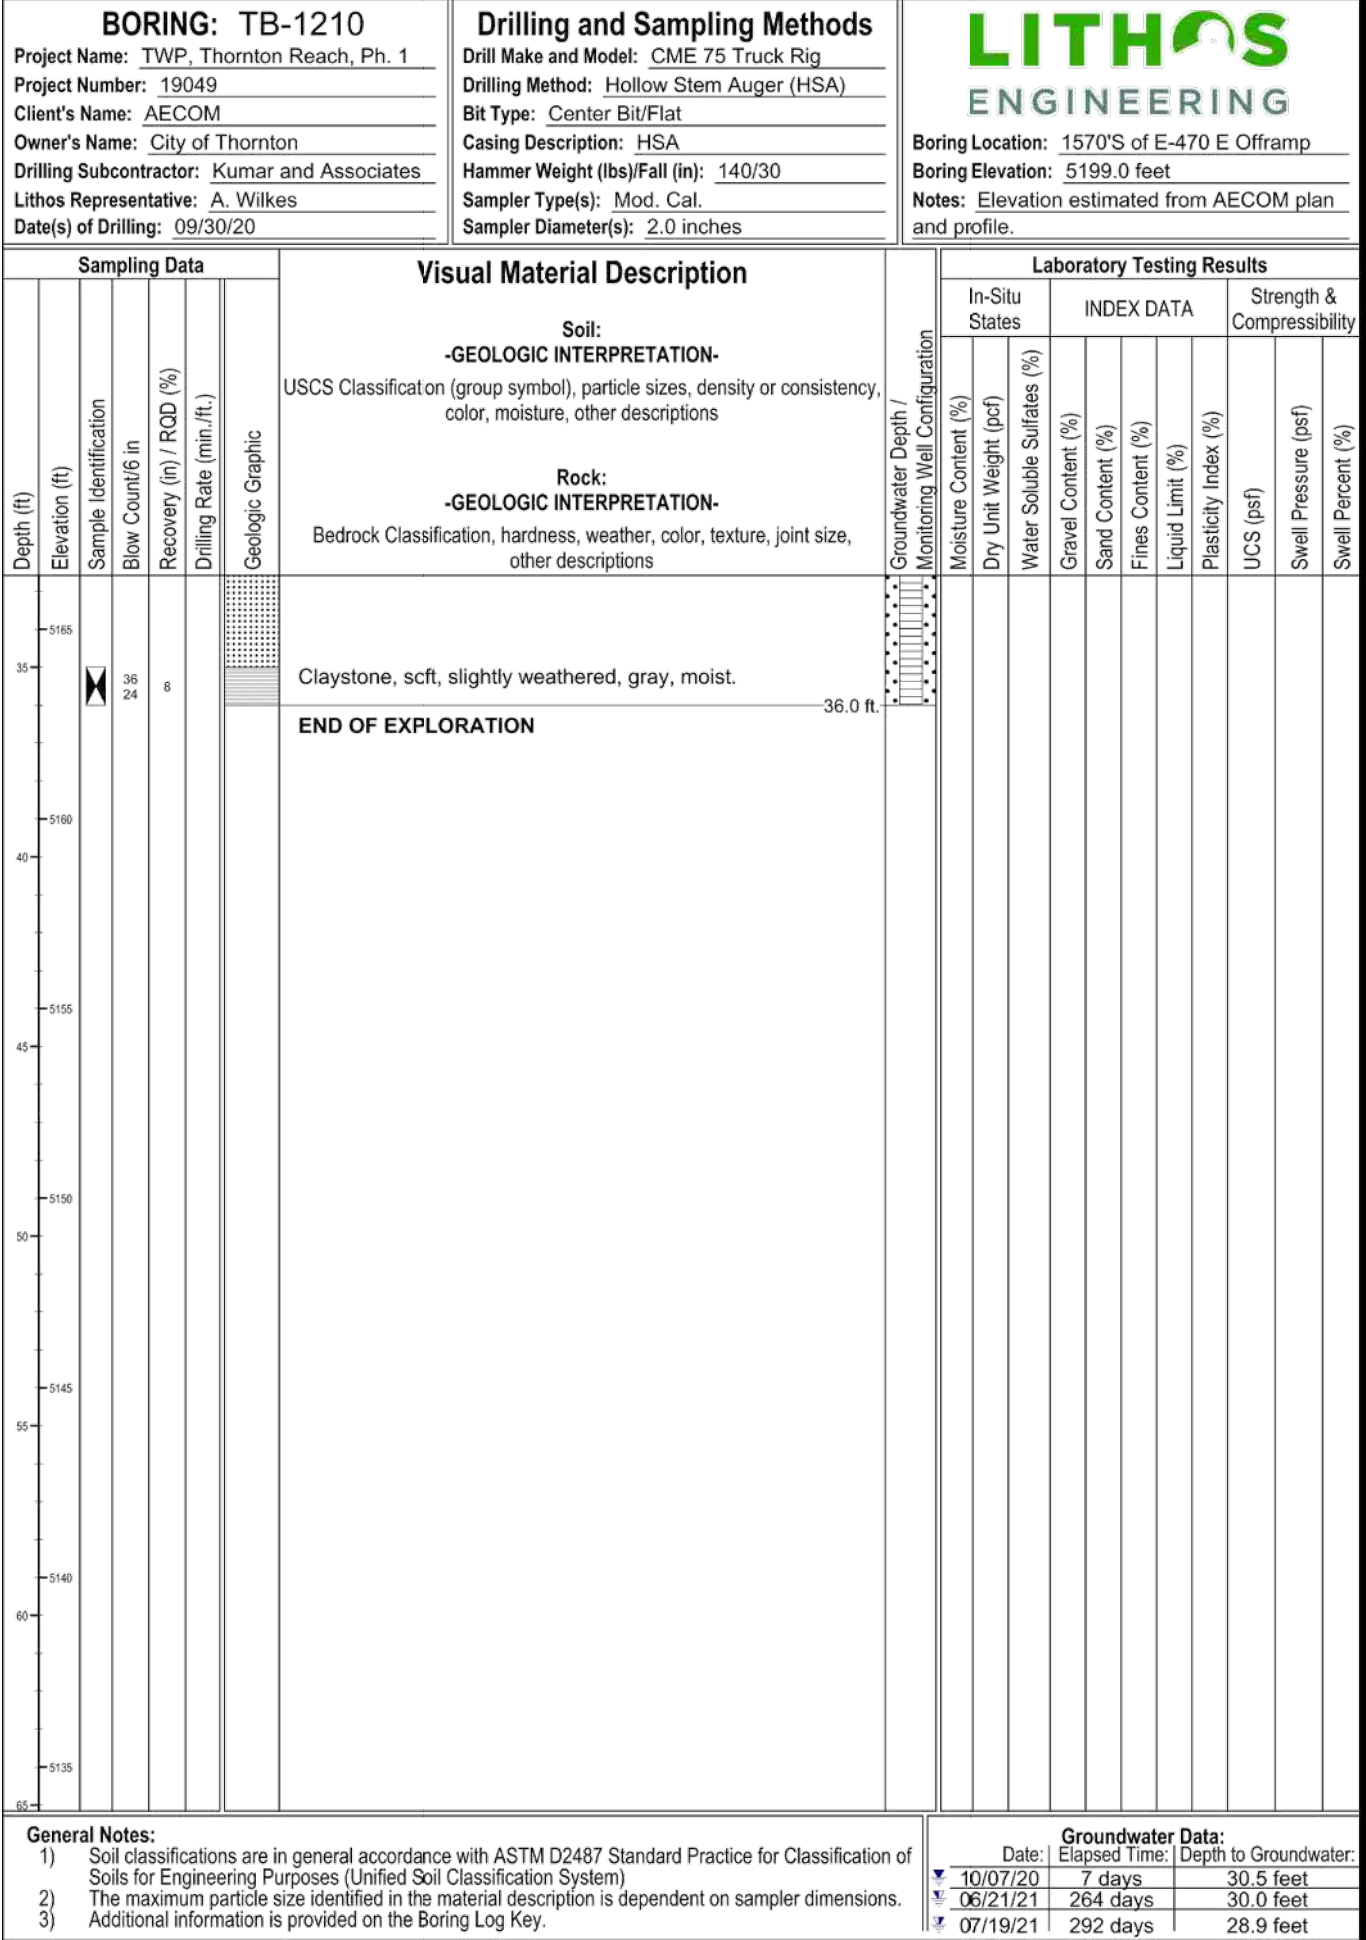 BORING: TB-1210
Project Name: TWP, Thornton Reach, Ph. 1
Project Number: 19049
Client's Name: AECOM
Owner's Name: City of Thornton
Drilling Subcontractor: Kumar and Associates
Lithos Representative: A. Wilkes
Date(s) of Drilling: 09/30/20
Drilling and Sampling Methods
Drill Make and Model: CME 75 Truck Rig
Drilling Method: Hollow Stem Auger (HSA)
Bit Type: Center Bit/Flat
Casing Description: HSA
Hammer Weight (lbs)/Fall (in): 140/30
Sampler Type(s): Mod. Cal.
Sampler Diameter(s): 2.0 inches
LITHOS
ENGINEERING
Boring Location: 1570'S of E-470 E Offramp
Boring Elevation: 5199.0 feet
Notes: Elevation estimated from AECOM plan
and profile.
Sampling Data
Depth (ft)
Elevation (ft)
Sample Identification
Blow Count/6 in
Recovery (in) / RQD (%)
Drilling Rate (min./ft.)
Geologic Graphic
Visual Material Description
Soil:
-GEOLOGIC INTERPRETATION-
USCS Classification (group symbol), particle sizes, density or consistency,
color, moisture, other descriptions
Rock:
-GEOLOGIC INTERPRETATION-
Bedrock Classification, hardness, weather, color, texture, joint size,
other descriptions
Groundwater Depth /
Monitoring Well Configuration
Laboratory Testing Results
In-Situ
States
INDEX DATA
Strength &
Compressibility
Moisture Content (%)
Dry Unit Weight (pcf)
Water Soluble Sulfates (%)
Gravel Content (%)
Sand Content (%)
Fines Content (%)
Liquid Limit (%)
Plasticity Index (%)
UCS (psf)
Swell Pressure (psf)
Swell Percent (%)
5165
35
36
24
8
Claystone, scft, slightly weathered, gray, moist.
36.0 ft.
END OF EXPLORATION
5160
40
5155
45
5150
50
5145
55
5140
60
5135
65
General Notes:
1) Soil classifications are in general accordance with ASTM D2487 Standard Practice for Classification of
Soils for Engineering Purposes (Unified Soil Classification System)
2) The maximum particle size identified in the material description is dependent on sampler dimensions.
3) Additional information is provided on the Boring Log Key.
Groundwater Data:
Date: Elapsed Time: Depth to Groundwater:
10/07/20 7 days 30.5 feet
06/21/21 264 days 30.0 feet
07/19/21 292 days 28.9 feet